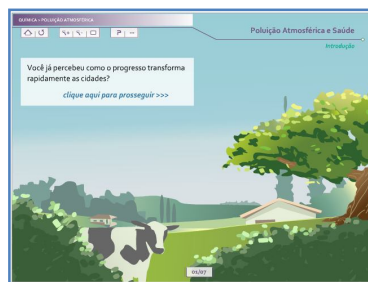 QUÍMICA > POLUIÇÃO ATMOSFÉRICA
Poluição Atmosférica e Saúde
Introdução
Você já percebeu como o progresso transforma
rapidamente as cidades?
clique aqui para prosseguir >>>
01/07